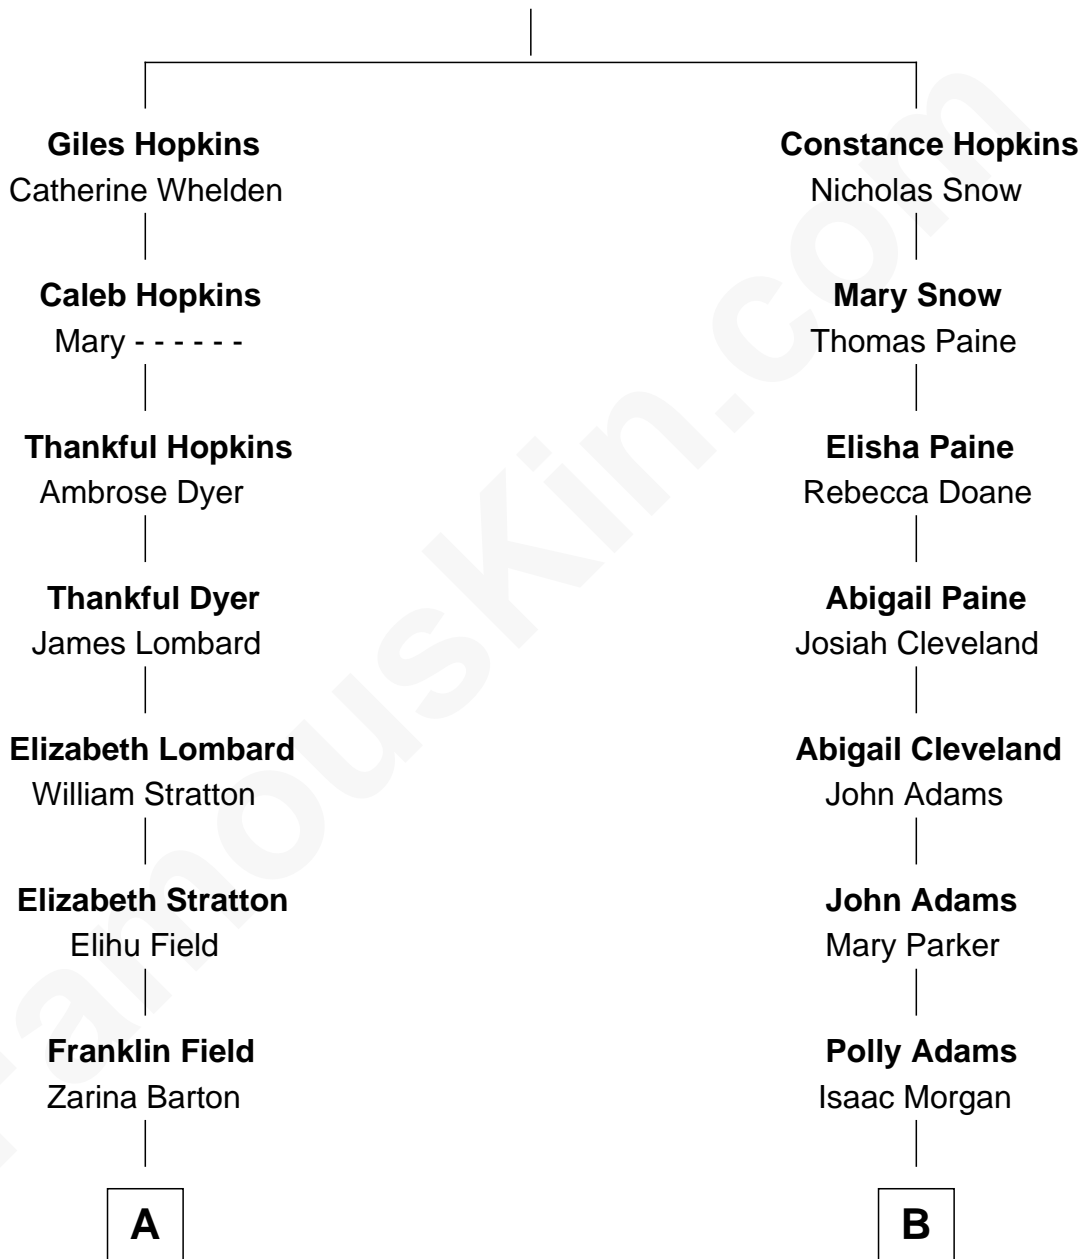 Giles Hopkins
Catherine Whelden
Caleb Hopkins
Mary - - - - - -
Thankful Hopkins
Ambrose Dyer
Thankful Dyer
James Lombard
Elizabeth Lombard
William Stratton
Elizabeth Stratton
Elihu Field
Franklin Field
Zarina Barton
A
Constance Hopkins
Nicholas Snow
Mary Snow
Thomas Paine
Elisha Paine
Rebecca Doane
Abigail Paine
Josiah Cleveland
Abigail Cleveland
John Adams
John Adams
Mary Parker
Polly Adams
Isaac Morgan
B
FamousKin.com